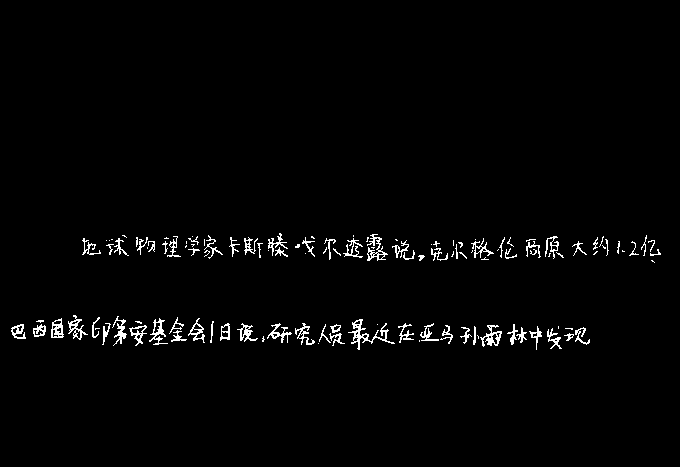 地球物理学家卡斯滕·戈尔透露说,克尔格伦高原大约1.2亿
巴西国家印第安基金会1日说,研究人员最近在亚马孙雨林中发现